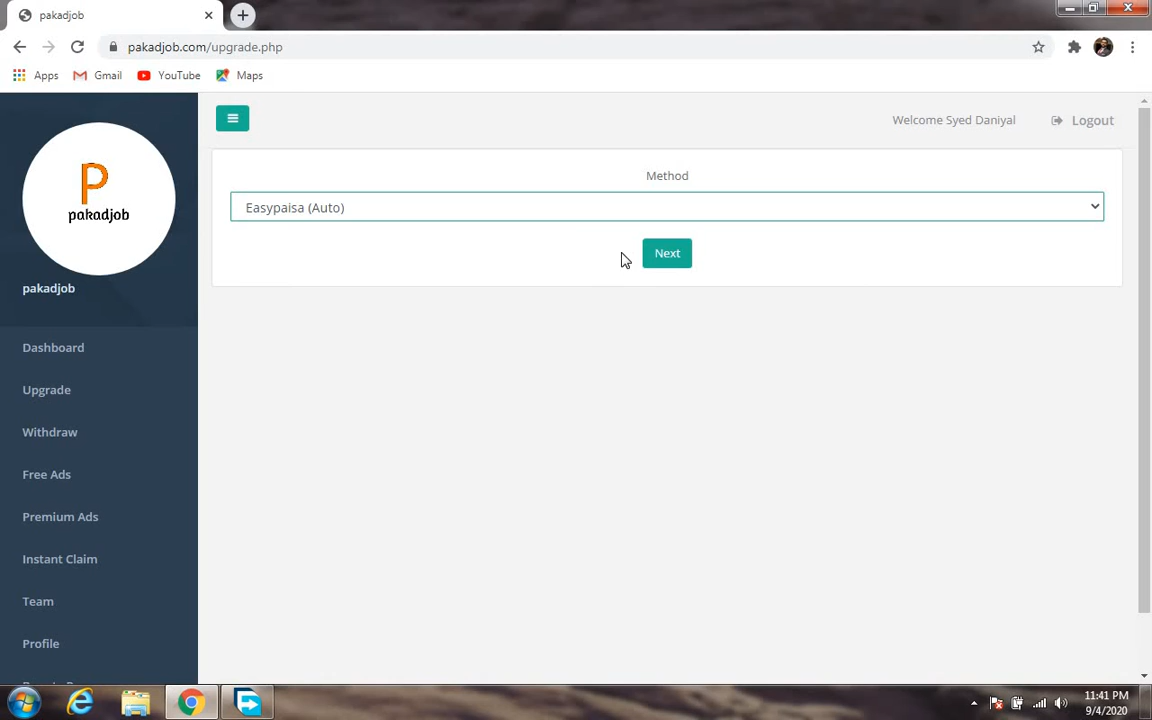 pakadjob
pakadjob.com/upgrade.php
Apps
Gmail
YouTube
Maps
P
pakadjob
pakadjob
Dashboard
Upgrade
Withdraw
Free Ads
Premium Ads
Instant Claim
Team
Profile
Welcome Syed Daniyal
Logout
Method
Easypaisa (Auto)
Next
11:41 PM
9/4/2020